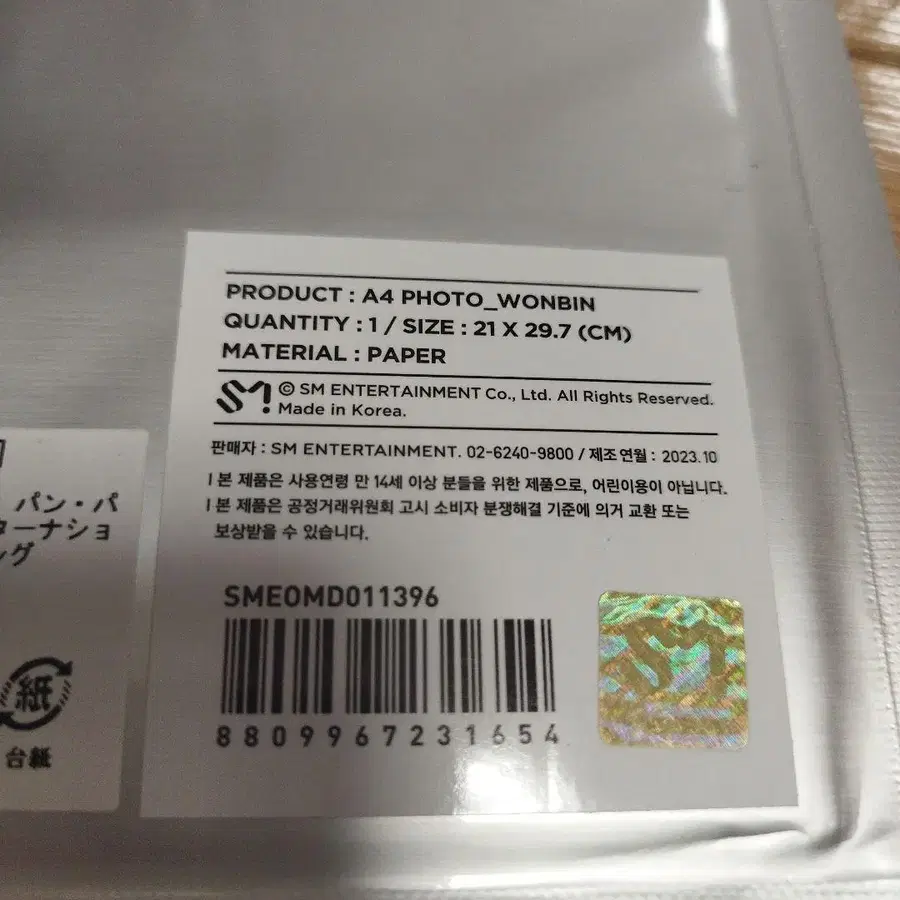 PRODUCT : A4 PHOTO_WONBIN
QUANTITY : 1 / SIZE : 21 X 29.7 (CM)
MATERIAL : PAPER
SM! © SM ENTERTAINMENT Co., Ltd. All Rights Reserved.
Made in Korea.
판매자 : SM ENTERTAINMENT. 02-6240-9800 / 제조연월 : 2023.10
l 본 제품은 사용연령 만 14세 이상 분들을 위한 제품으로, 어린이용이 아닙니다.
l 본 제품은 공정거래위원회 고시 소비자 분쟁해결 기준에 의거 교환 또는
보상받을 수 있습니다.
SMEOMD011396
8809967231654
パン・パ
ターナショ
ング
紙
台紙